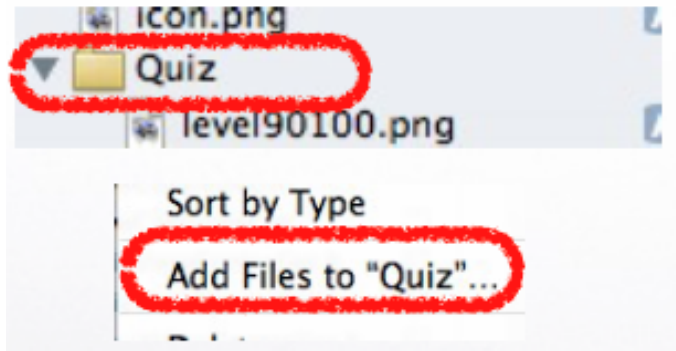 icon.png
Quiz
level90100.png
Sort by Type
Add Files to "Quiz"...